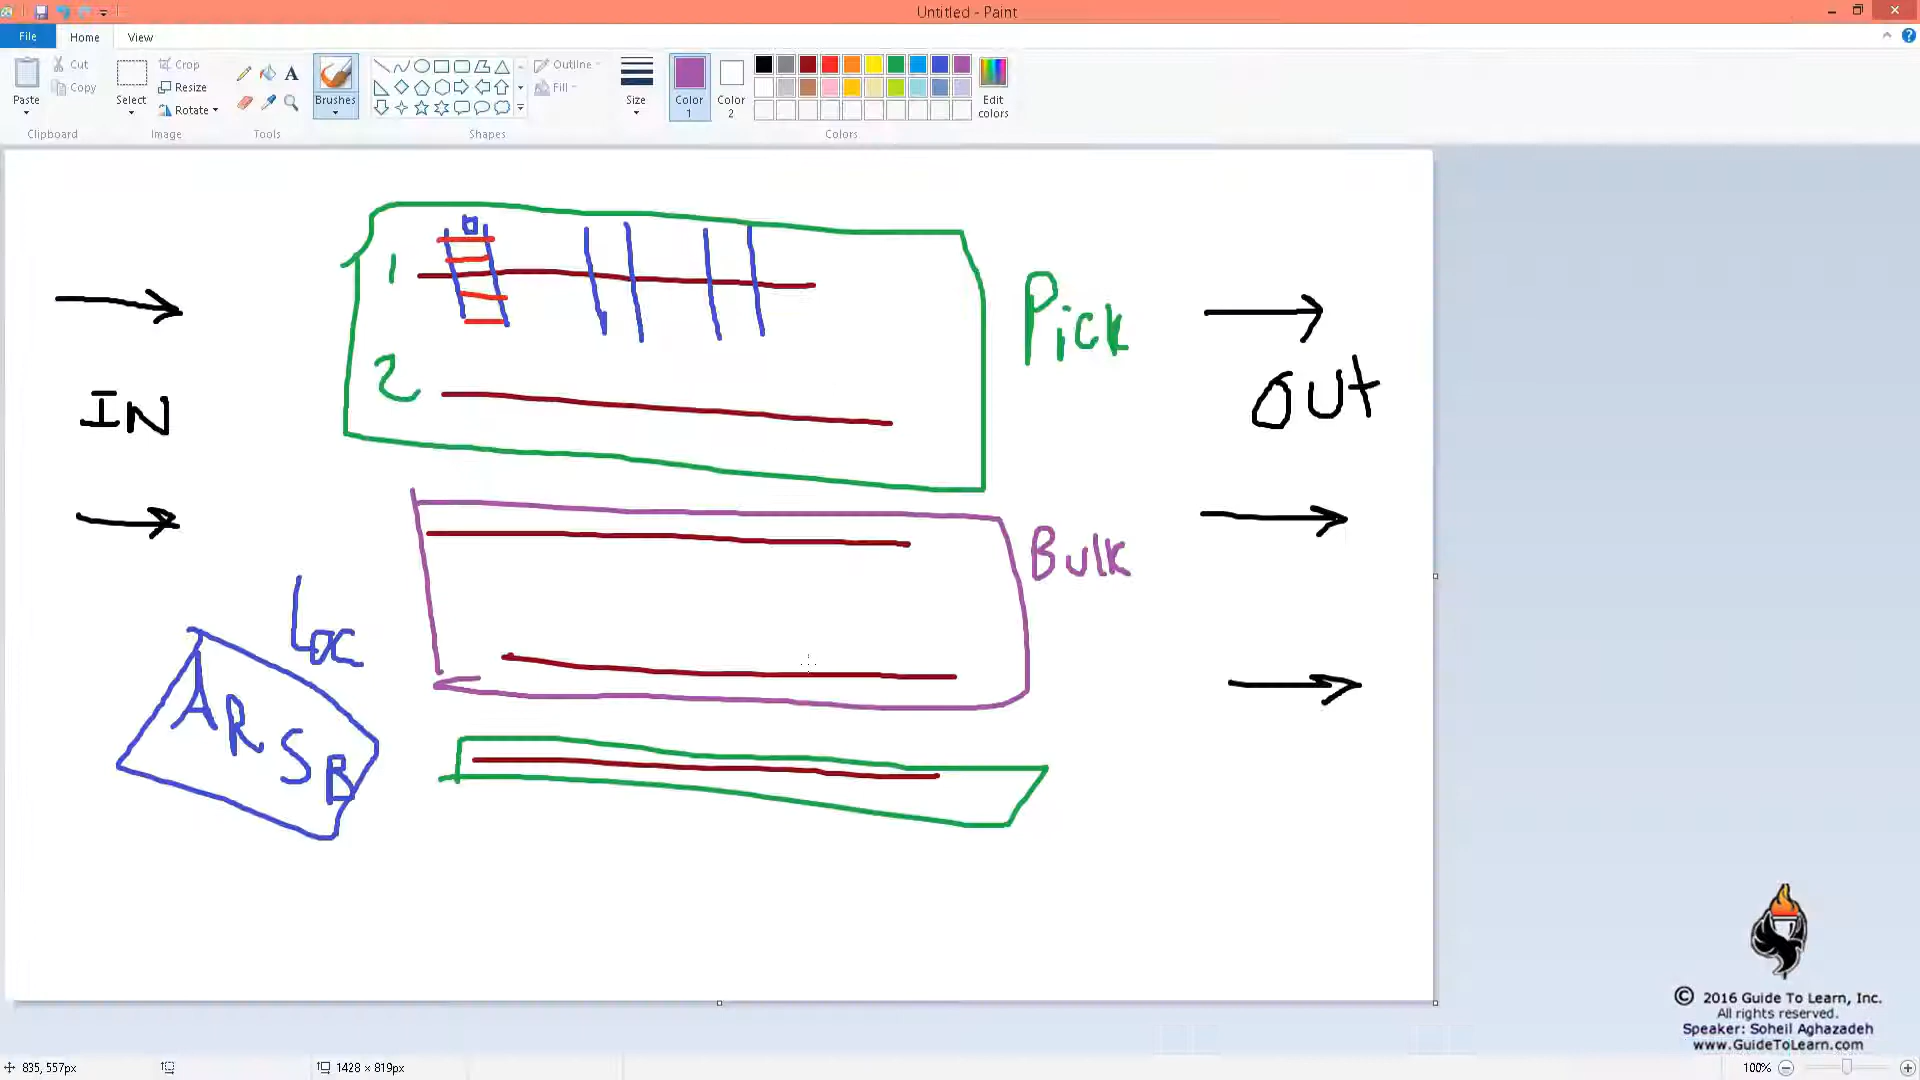 Untitled - Paint
File
Home
View
Paste
Cut
Copy
Clipboard
Select
Crop
Resize
Rotate
Image
A
Tools
Brushes
Outline
Fill
Shapes
Size
Color 1
Color 2
Edit colors
Colors
1
2
Pick
IN
OUT
Bulk
Loc
ARSB
© 2016 Guide To Learn, Inc.
All rights reserved.
Speaker: Soheil Aghazadeh
www.GuideToLearn.com
835, 557px
1428 × 819px
100%